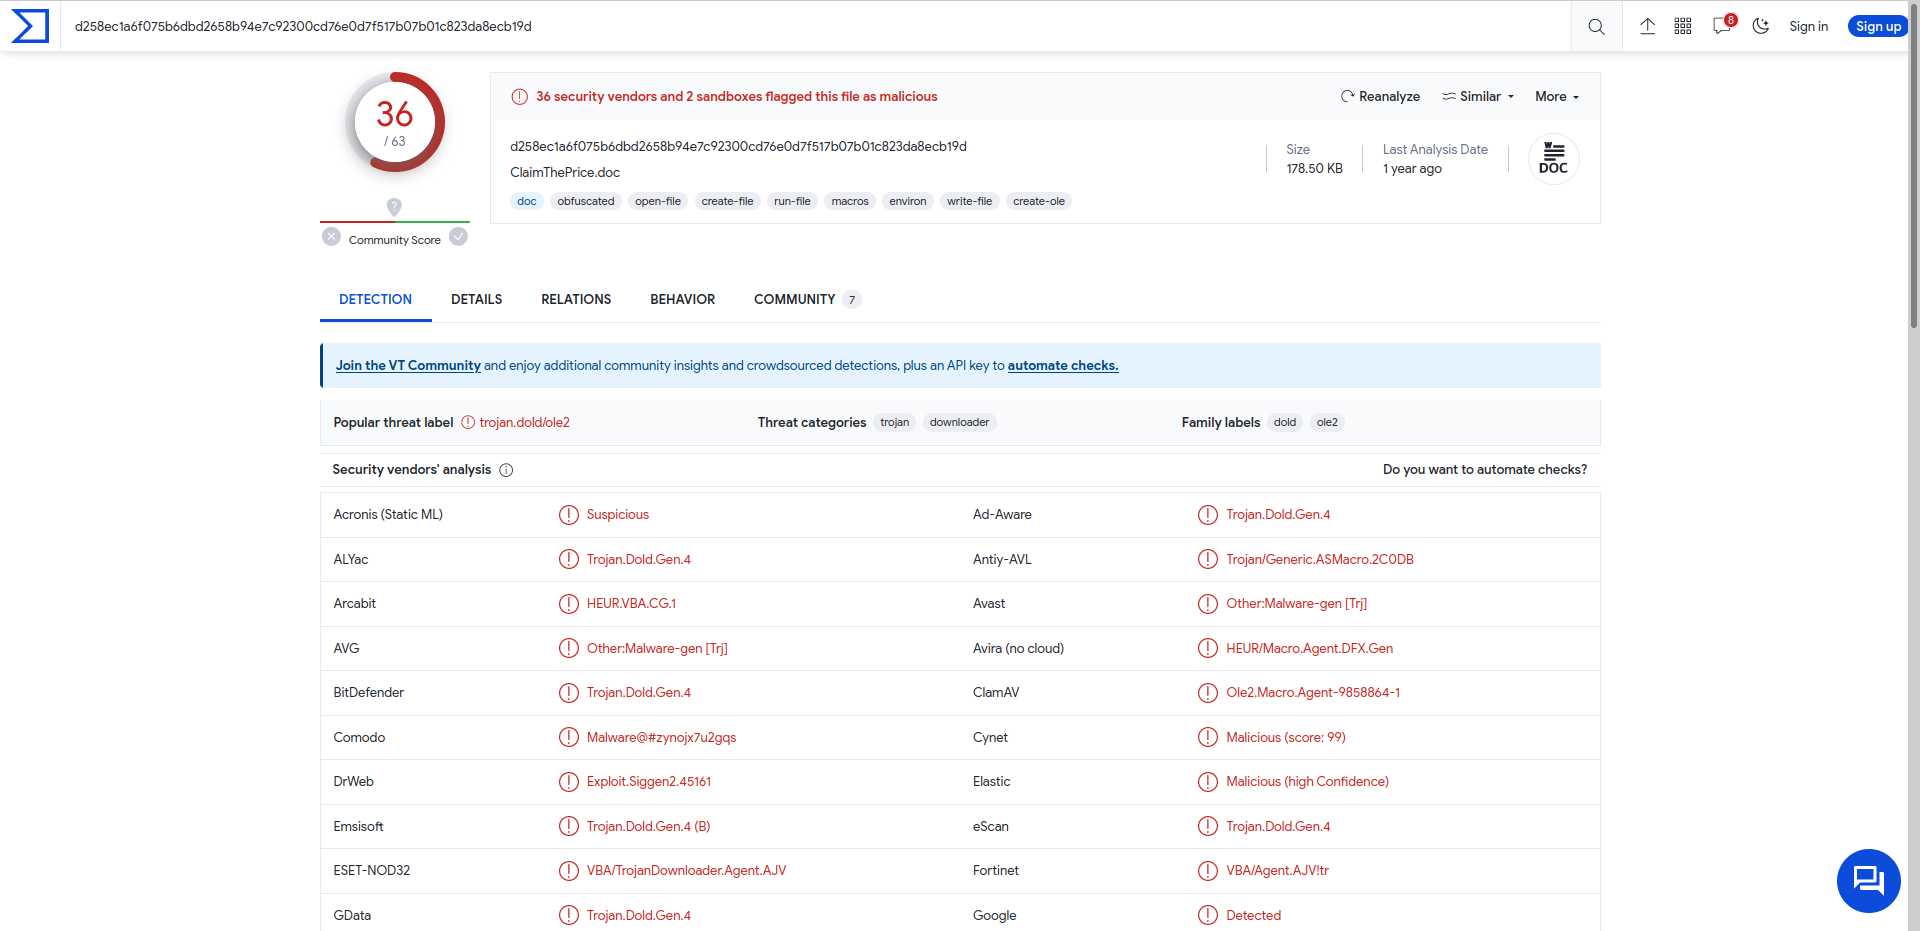 d258ec1a6f075b6dbd2658b94e7c92300cd76e0d7f517b07b01c823da8ecb19d
8
Sign in
Sign up
36
/ 63
Community Score
36 security vendors and 2 sandboxes flagged this file as malicious
Reanalyze
Similar
More
d258ec1a6f075b6dbd2658b94e7c92300cd76e0d7f517b07b01c823da8ecb19d
ClaimThePrice.doc
doc obfuscated open-file create-file run-file macros environ write-file create-ole
Size
178.50 KB
Last Analysis Date
1 year ago
W
DOC
DETECTION DETAILS RELATIONS BEHAVIOR COMMUNITY 7
Join the VT Community and enjoy additional community insights and crowdsourced detections, plus an API key to automate checks.
Popular threat label trojan.dold/ole2 Threat categories trojan downloader Family labels dold ole2
Security vendors' analysis Do you want to automate checks?
Acronis (Static ML) Suspicious Ad-Aware Trojan.Dold.Gen.4
ALYac Trojan.Dold.Gen.4 Antiy-AVL Trojan/Generic.ASMacro.2C0DB
Arcabit HEUR.VBA.CG.1 Avast Other:Malware-gen [Trj]
AVG Other:Malware-gen [Trj] Avira (no cloud) HEUR/Macro.Agent.DFX.Gen
BitDefender Trojan.Dold.Gen.4 ClamAV Ole2.Macro.Agent-9858864-1
Comodo Malware@#zynojx7u2gqs Cynet Malicious (score: 99)
DrWeb Exploit.Siggen2.45161 Elastic Malicious (high Confidence)
Emsisoft Trojan.Dold.Gen.4 (B) eScan Trojan.Dold.Gen.4
ESET-NOD32 VBA/TrojanDownloader.Agent.AJV Fortinet VBA/Agent.AJV!tr
GData Trojan.Dold.Gen.4 Google Detected